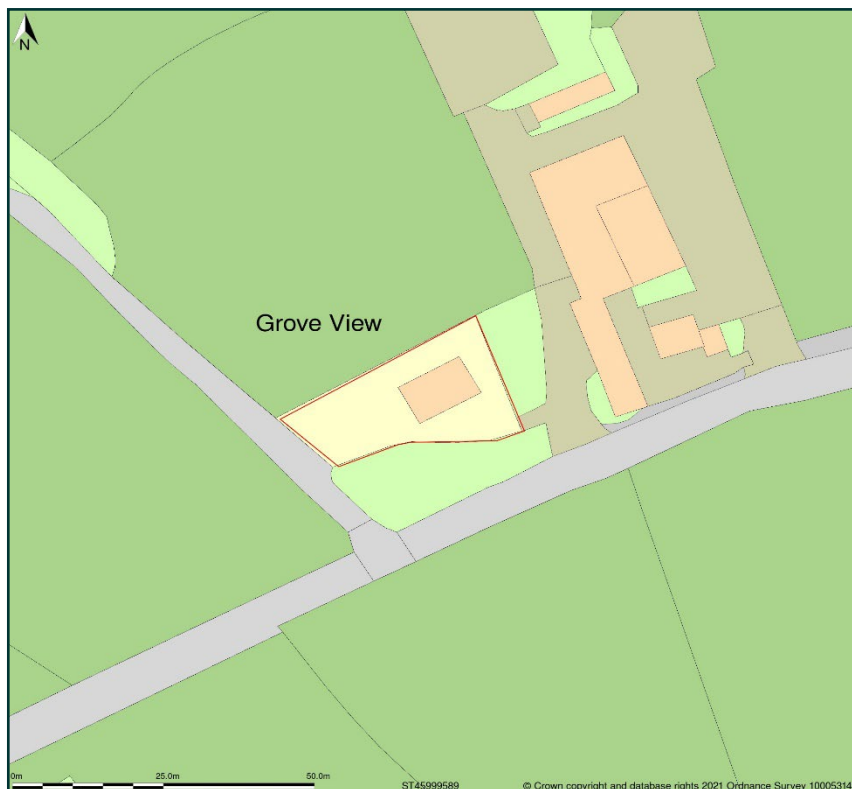 N
Grove View
0m 25.0m 50.0m
ST45999589 © Crown copyright and database rights 2021 Ordnance Survey 10005314